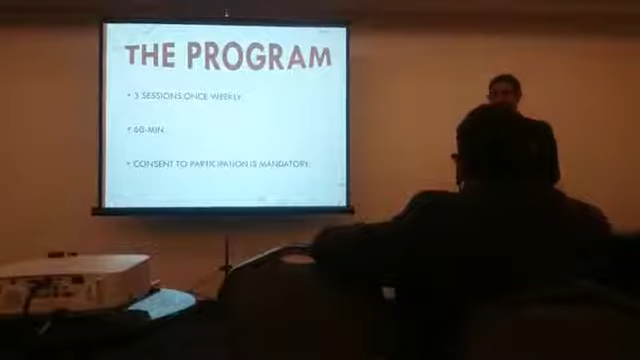 THE PROGRAM
• 3 SESSIONS ONCE WEEKLY.
• 60-MIN.
• CONSENT TO PARTICIPATION IS MANDATORY.